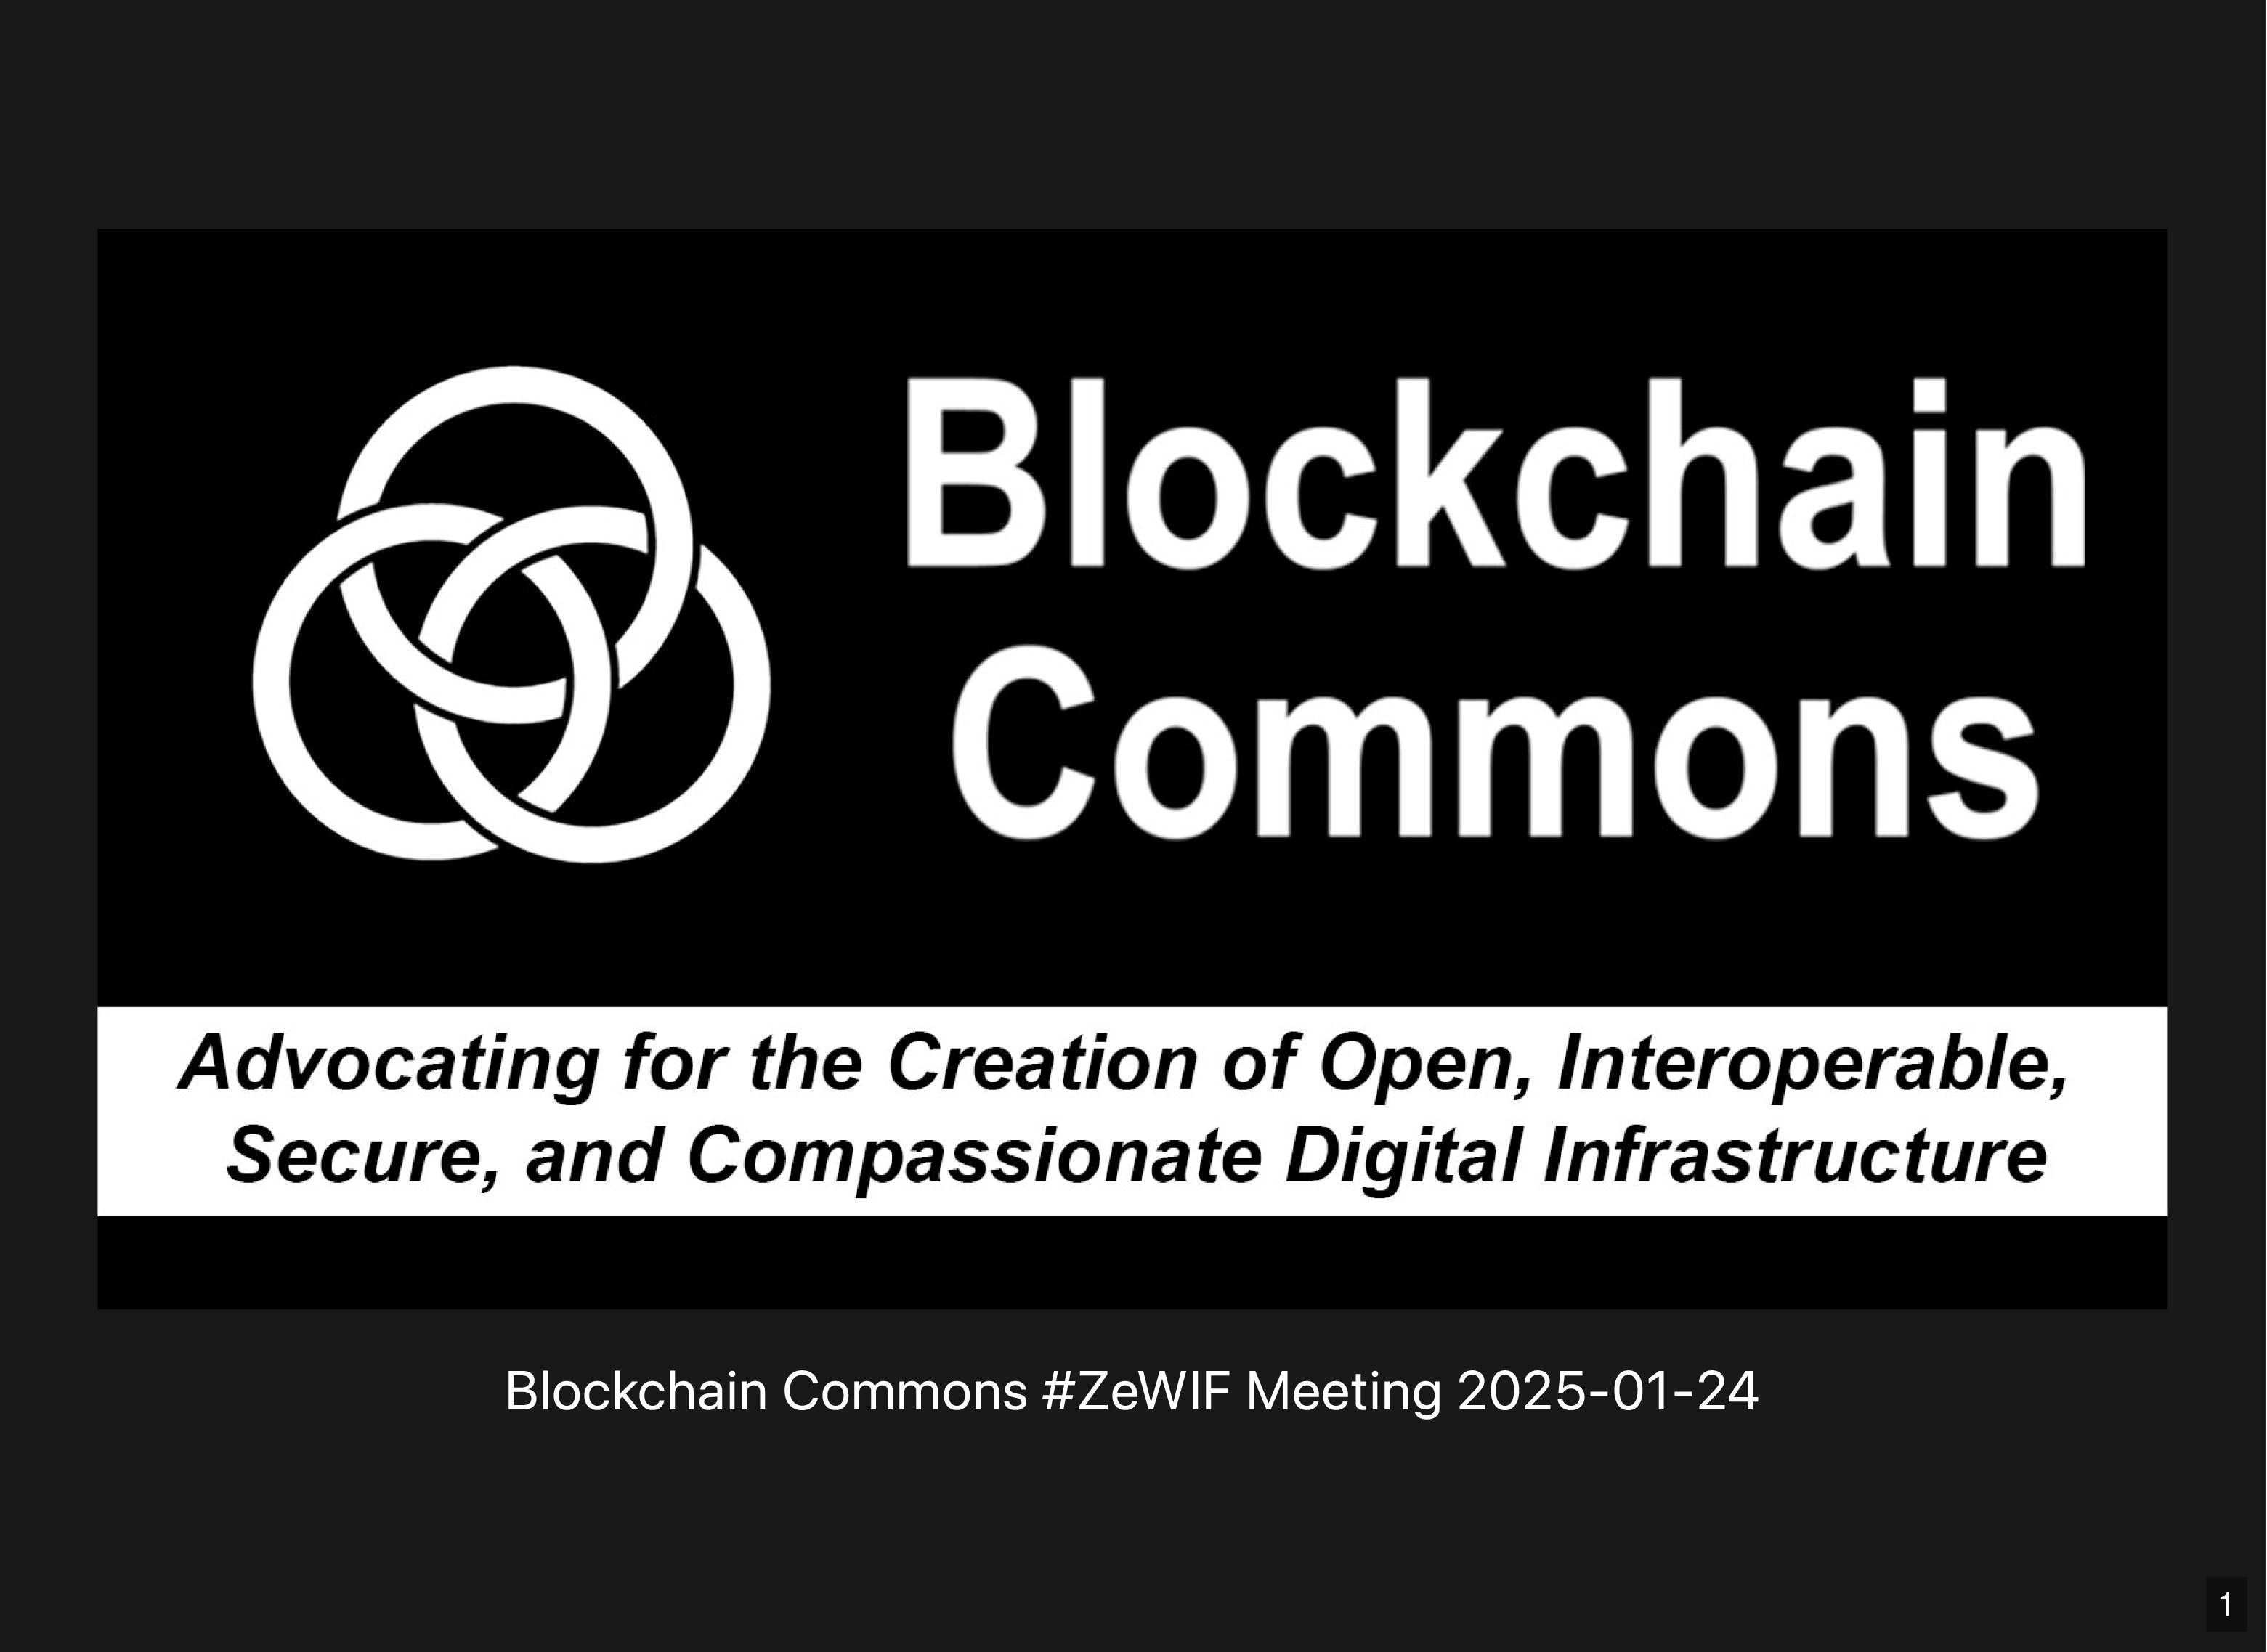 Blockchain
Commons
Advocating for the Creation of Open, Interoperable,
Secure, and Compassionate Digital Infrastructure
Blockchain Commons #ZeWIF Meeting 2025-01-24
1